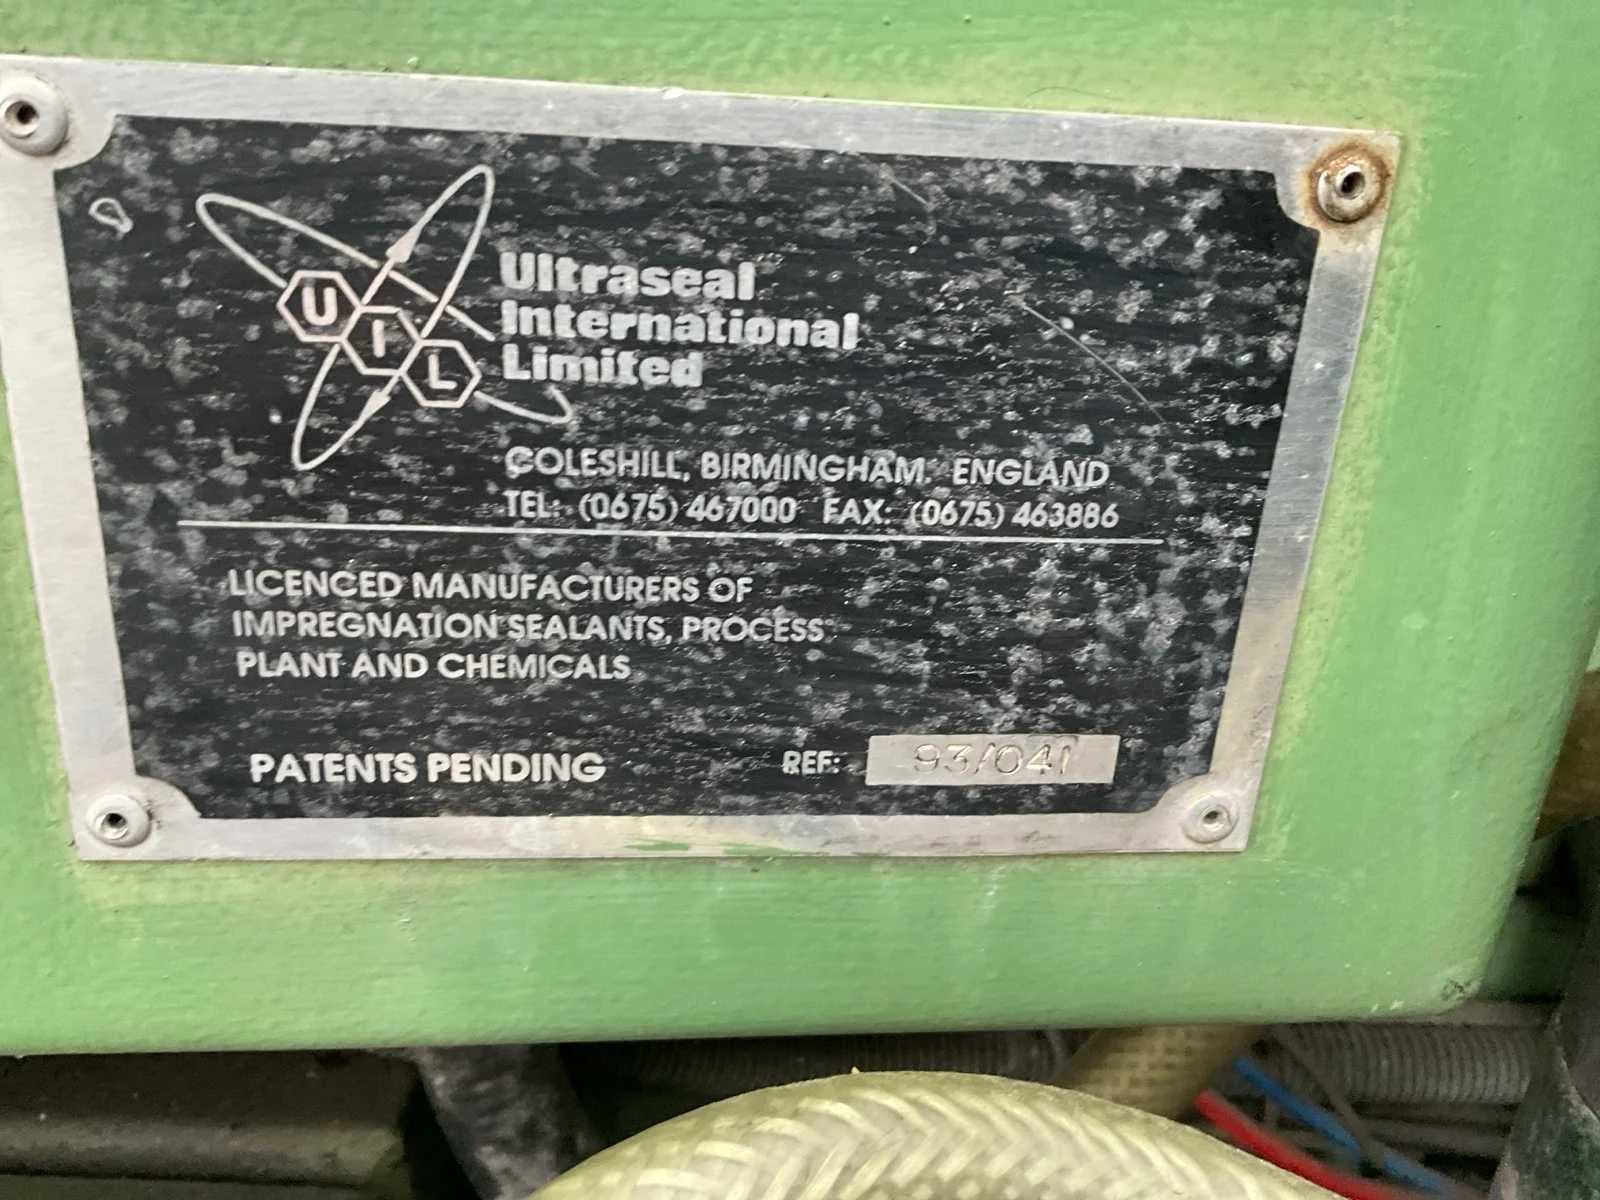 UIL
Ultraseal
International
Limited
COLESHILL, BIRMINGHAM. ENGLAND
TEL: (0675) 467000 FAX: (0675) 463886
LICENCED MANUFACTURERS OF
IMPREGNATION SEALANTS, PROCESS
PLANT AND CHEMICALS
PATENTS PENDING REF: 93/041